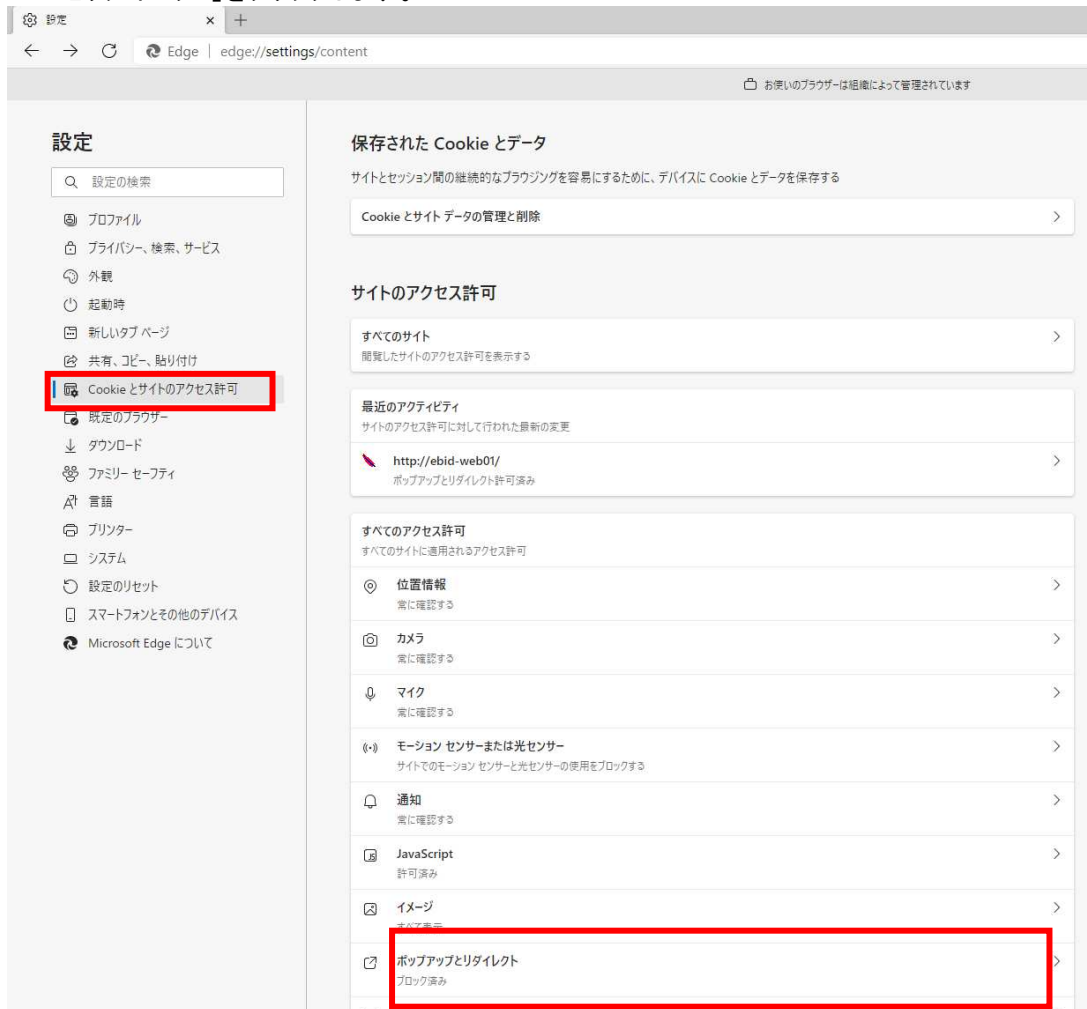 設定
Edge | edge://settings/content
お使いのブラウザーは組織によって管理されています
設定
設定の検索
プロファイル
プライバシー、検索、サービス
外観
起動時
新しいタブ ページ
共有、コピー、貼り付け
Cookie とサイトのアクセス許可
既定のブラウザー
ダウンロード
ファミリー セーフティ
言語
プリンター
システム
設定のリセット
スマートフォンとその他のデバイス
Microsoft Edge について
保存された Cookie とデータ
サイトとセッション間の継続的なブラウジングを容易にするために、デバイスに Cookie とデータを保存する
Cookie とサイト データの管理と削除
サイトのアクセス許可
すべてのサイト
閲覧したサイトのアクセス許可を表示する
最近のアクティビティ
サイトのアクセス許可に対して行われた最新の変更
http://ebid-web01/
ポップアップとリダイレクト許可済み
すべてのアクセス許可
すべてのサイトに適用されるアクセス許可
位置情報
常に確認する
カメラ
常に確認する
マイク
常に確認する
モーション センサーまたは光センサー
サイトでのモーション センサーと光センサーの使用をブロックする
通知
常に確認する
JavaScript
許可済み
イメージ
すべて表示
ポップアップとリダイレクト
ブロック済み